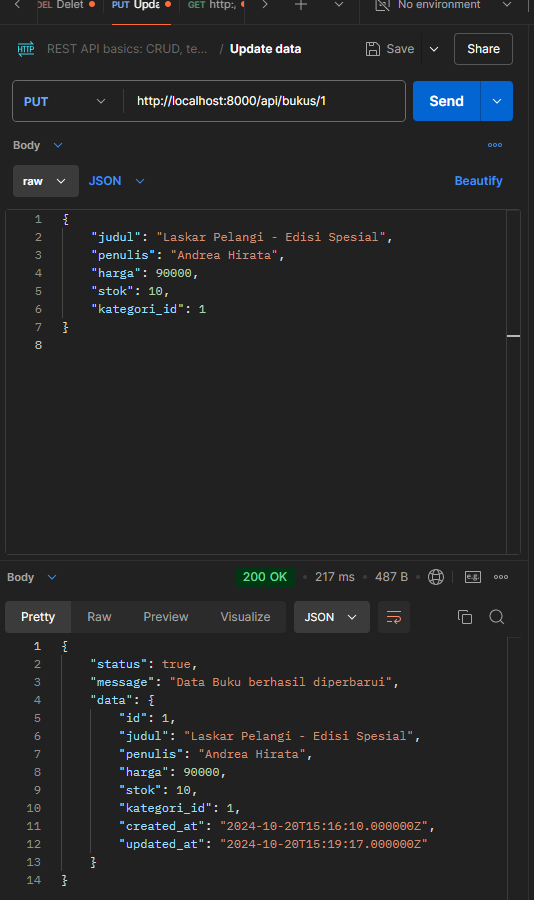 DEL Delet PUT Upda GET http:/ No environment
HTTP REST API basics: CRUD, te... / Update data Save Share
PUT http://localhost:8000/api/bukus/1 Send
Body
raw JSON Beautify
1 {
2 "judul": "Laskar Pelangi - Edisi Spesial",
3 "penulis": "Andrea Hirata",
4 "harga": 90000,
5 "stok": 10,
6 "kategori_id": 1
7 }
8
Body 200 OK 217 ms 487 B e.g.
Pretty Raw Preview Visualize JSON
1 {
2 "status": true,
3 "message": "Data Buku berhasil diperbarui",
4 "data": {
5 "id": 1,
6 "judul": "Laskar Pelangi - Edisi Spesial",
7 "penulis": "Andrea Hirata",
8 "harga": 90000,
9 "stok": 10,
10 "kategori_id": 1,
11 "created_at": "2024-10-20T15:16:10.000000Z",
12 "updated_at": "2024-10-20T15:19:17.000000Z"
13 }
14 }